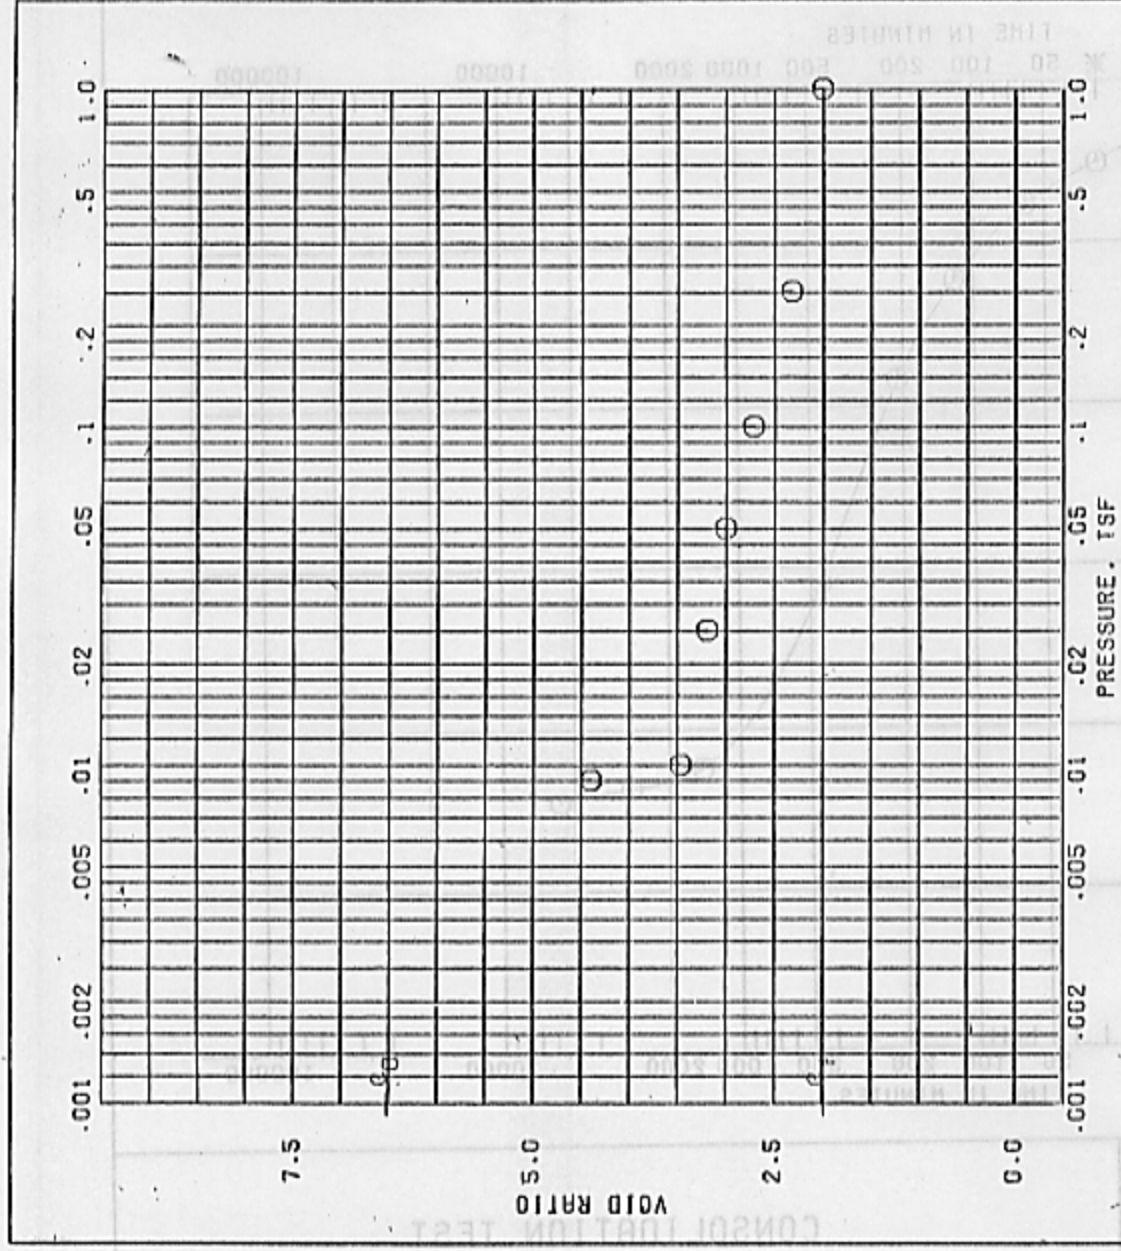 .001 .002 .005 .01 .02 .05 .1 .2 .5 1.0
7.5
5.0
2.5
0.0
VOID RATIO
.001 .002 .005 .01 .02 .05 .1 .2 .5 1.0
PRESSURE, TSF
TIME IN MINUTES
50 100 200 500 1000 2000 10000 100000
CONSOLIDATION TEST